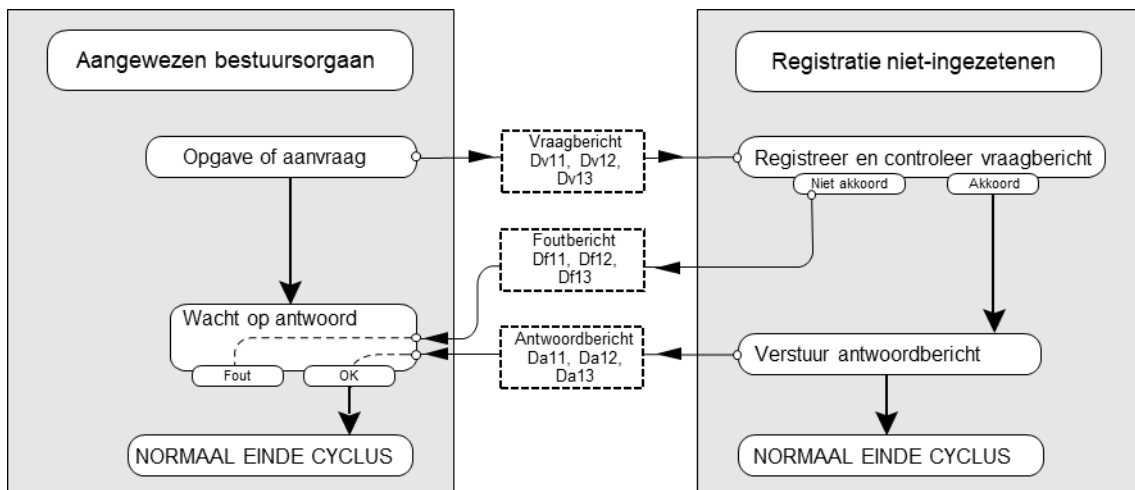 Aangewezen bestuursorgaan
Registratie niet-ingezetenen
Opgave of aanvraag
Vraagbericht
Dv11, Dv12,
Dv13
Registreer en controleer vraagbericht
Niet akkoord
Akkoord
Foutbericht
Df11, Df12,
Df13
Wacht op antwoord
Fout
OK
Antwoordbericht
Da11, Da12,
Da13
Verstuur antwoordbericht
NORMAAL EINDE CYCLUS
NORMAAL EINDE CYCLUS